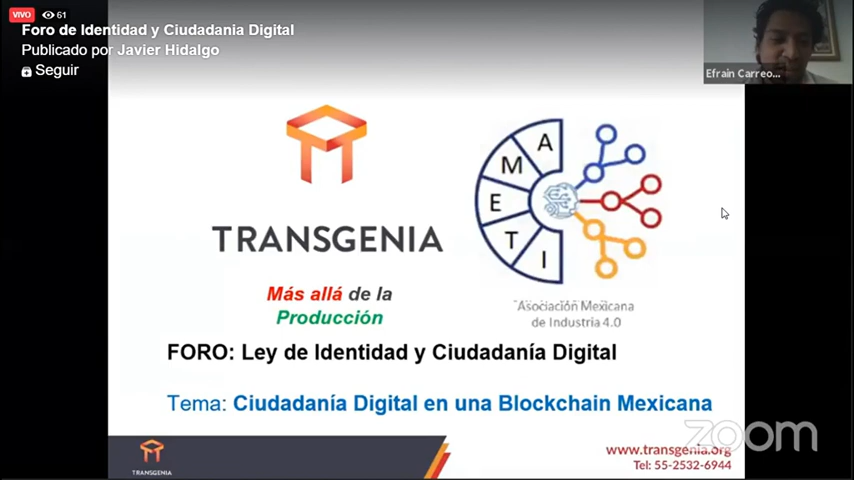 VIVO 61
Foro de Identidad y Ciudadania Digital
Publicado por Javier Hidalgo
Seguir
Efrain Carreo...
A
M
E
T
I
TRANSGENIA
Más allá de la
Producción
Asociación Mexicana
de Industria 4.0
FORO: Ley de Identidad y Ciudadanía Digital
Tema: Ciudadanía Digital en una Blockchain Mexicana
zoom
TRANSGENIA
www.transgenia.org
Tel: 55-2532-6944